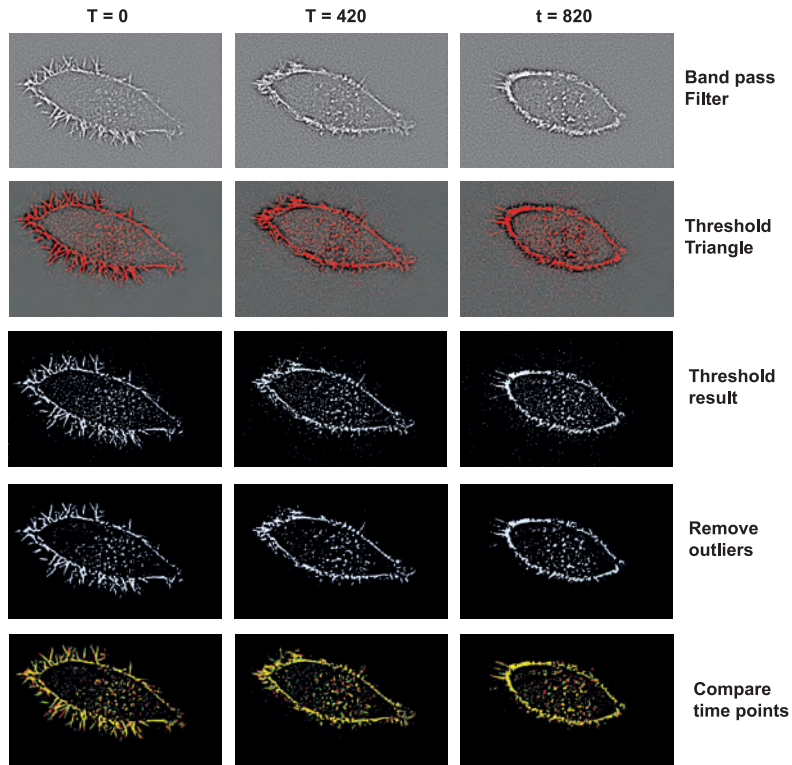 T = 0
T = 420
t = 820
Band pass
Filter
Threshold
Triangle
Threshold
result
Remove
outliers
Compare
time points